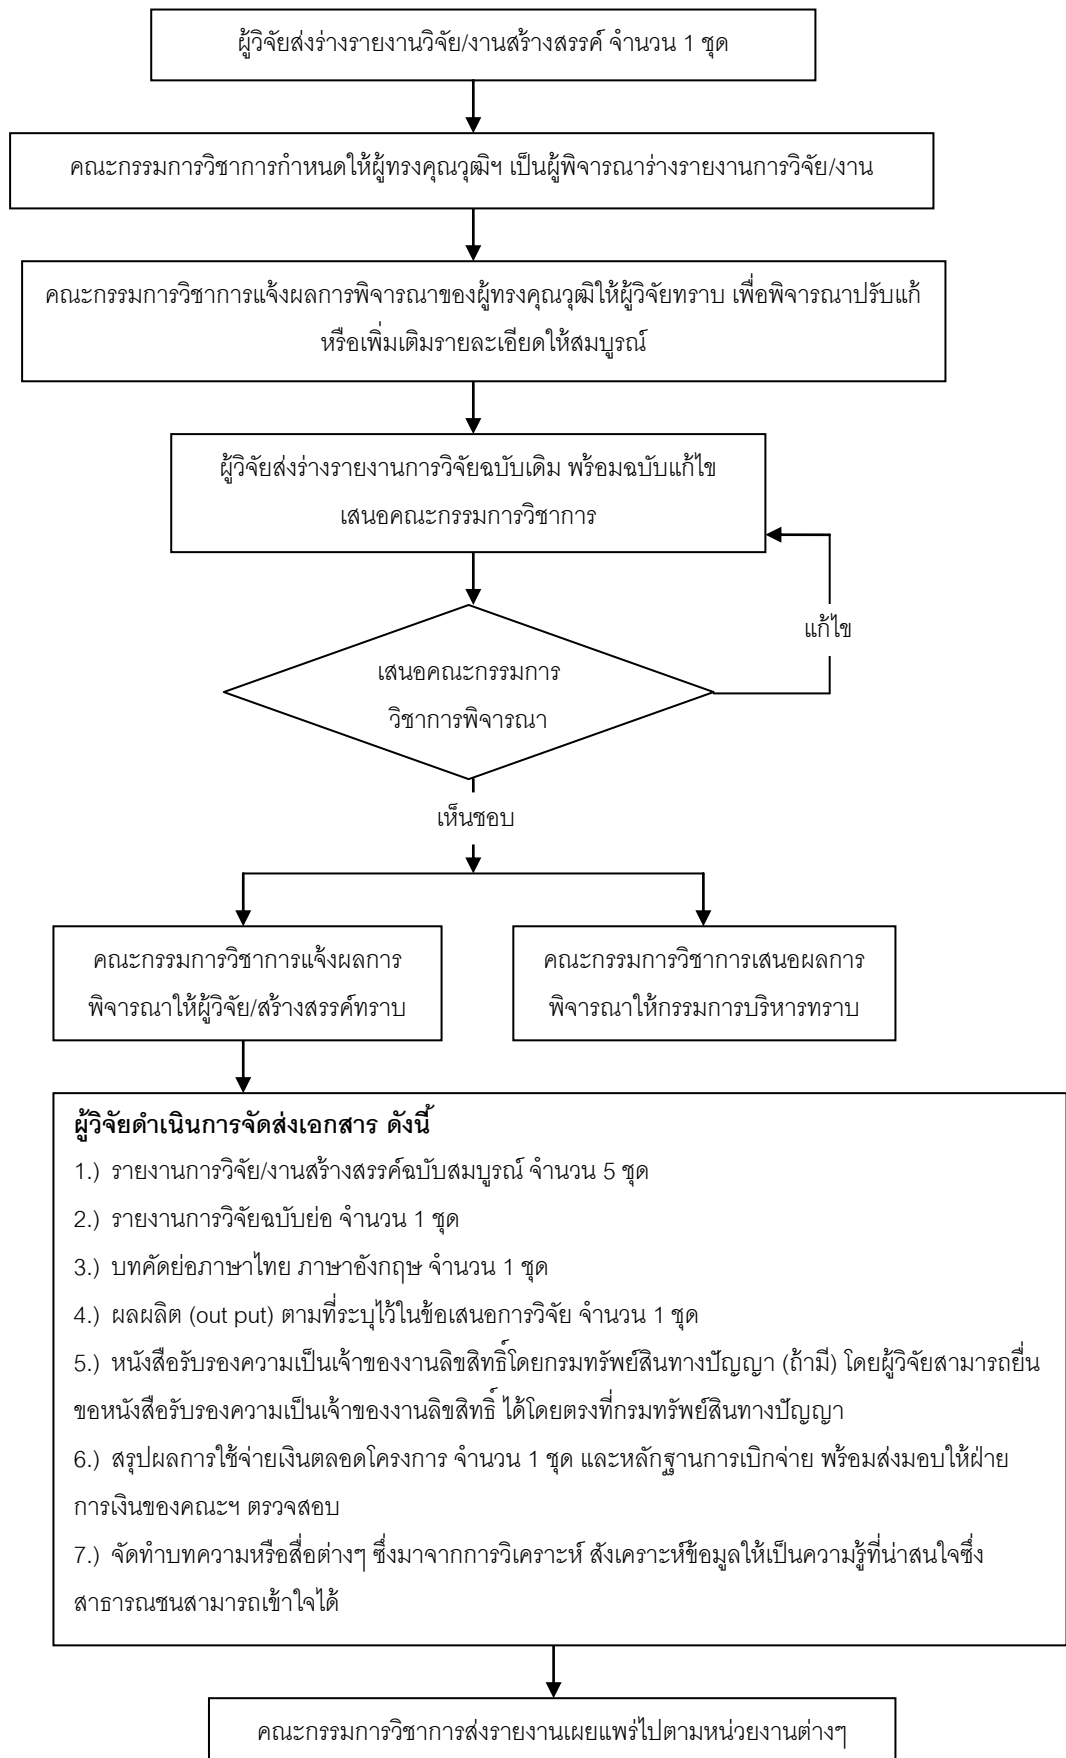 ผู้วิจัยส่งร่างรายงานวิจัย/งานสร้างสรรค์ จำนวน 1 ชุด
คณะกรรมการวิชาการกำหนดให้ผู้ทรงคุณวุฒิฯ เป็นผู้พิจารณาร่างรายงานการวิจัย/งาน
คณะกรรมการวิชาการแจ้งผลการพิจารณาของผู้ทรงคุณวุฒิให้ผู้วิจัยทราบ เพื่อพิจารณาปรับแก้
หรือเพิ่มเติมรายละเอียดให้สมบูรณ์
ผู้วิจัยส่งร่างรายงานการวิจัยฉบับเดิม พร้อมฉบับแก้ไข
เสนอคณะกรรมการวิชาการ
แก้ไข
เสนอคณะกรรมการ
วิชาการพิจารณา
เห็นชอบ
คณะกรรมการวิชาการแจ้งผลการ
พิจารณาให้ผู้วิจัย/สร้างสรรค์ทราบ
คณะกรรมการวิชาการเสนอผลการ
พิจารณาให้กรรมการบริหารทราบ
ผู้วิจัยดำเนินการจัดส่งเอกสาร ดังนี้
1.) รายงานการวิจัย/งานสร้างสรรค์ฉบับสมบูรณ์ จำนวน 5 ชุด
2.) รายงานการวิจัยฉบับย่อ จำนวน 1 ชุด
3.) บทคัดย่อภาษาไทย ภาษาอังกฤษ จำนวน 1 ชุด
4.) ผลผลิต (out put) ตามที่ระบุไว้ในข้อเสนอการวิจัย จำนวน 1 ชุด
5.) หนังสือรับรองความเป็นเจ้าของงานลิขสิทธิ์โดยกรมทรัพย์สินทางปัญญา (ถ้ามี) โดยผู้วิจัยสามารถยื่น
ขอหนังสือรับรองความเป็นเจ้าของงานลิขสิทธิ์ ได้โดยตรงที่กรมทรัพย์สินทางปัญญา
6.) สรุปผลการใช้จ่ายเงินตลอดโครงการ จำนวน 1 ชุด และหลักฐานการเบิกจ่าย พร้อมส่งมอบให้ฝ่าย
การเงินของคณะฯ ตรวจสอบ
7.) จัดทำบทความหรือสื่อต่างๆ ซึ่งมาจากการวิเคราะห์ สังเคราะห์ข้อมูลให้เป็นความรู้ที่น่าสนใจซึ่ง
สาธารณชนสามารถเข้าใจได้
คณะกรรมการวิชาการส่งรายงานเผยแพร่ไปตามหน่วยงานต่างๆ